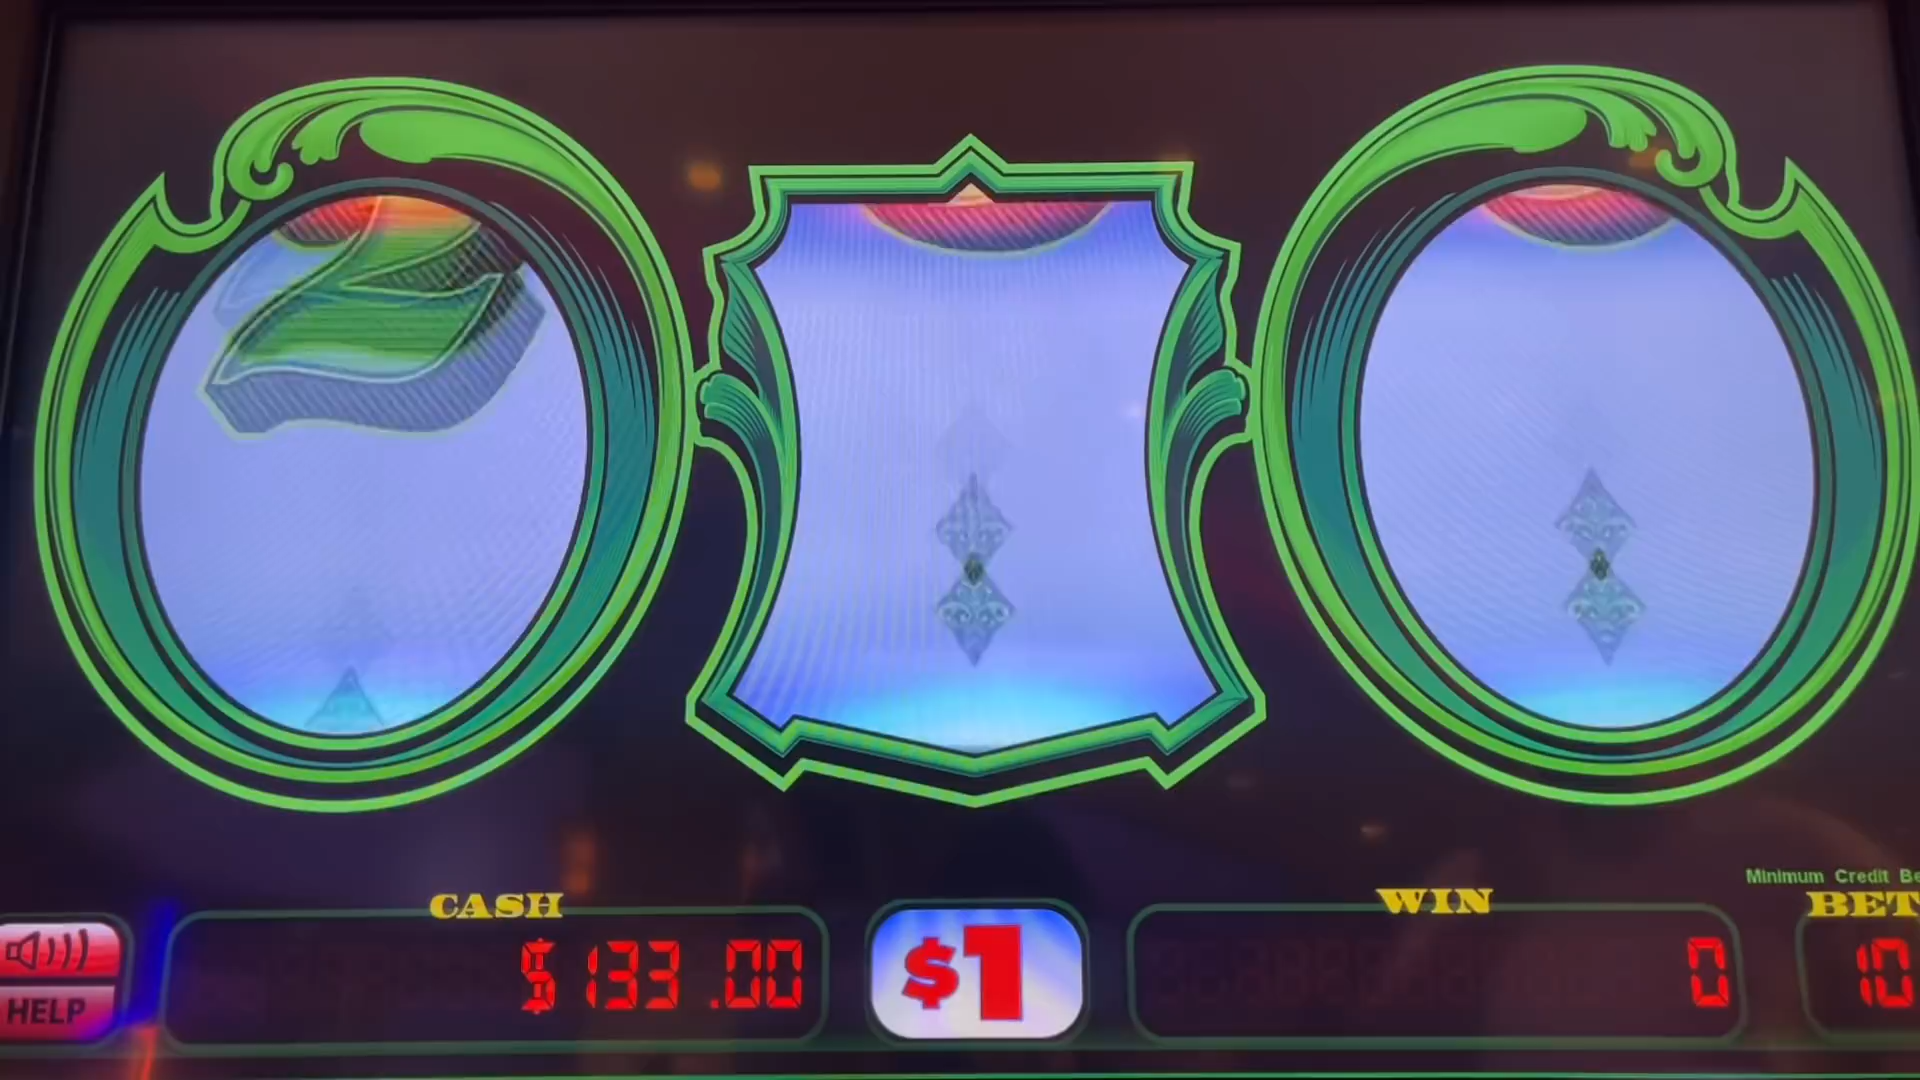 CASH
WIN
Minimum Credit Be
BET
$133.00
$1
0
10
HELP